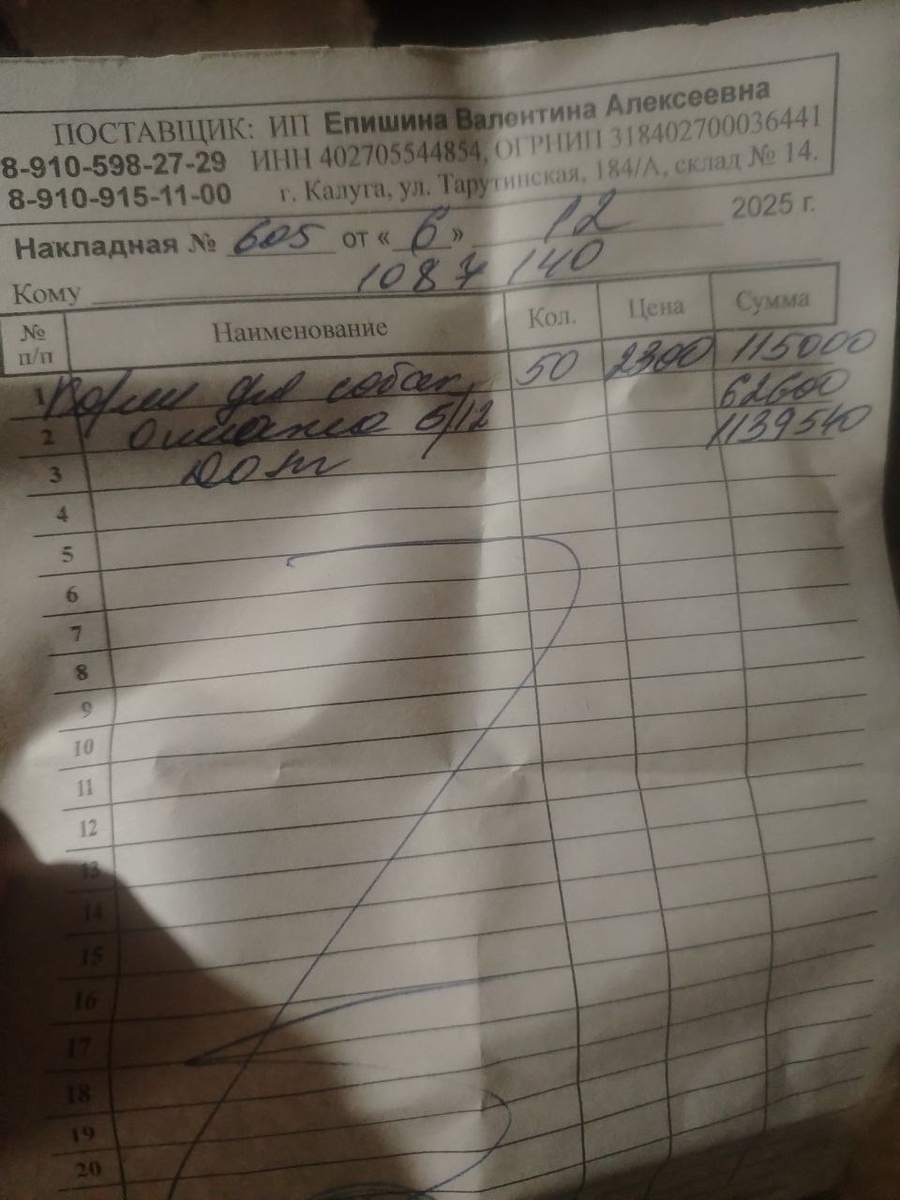 ПОСТАВЩИК: ИП Епишина Валентина Алексеевна
8-910-598-27-29 ИНН 402705544854, ОГРНИП 318402700036441
8-910-915-11-00 г. Калуга, ул. Тарутинская, 184/А, склад № 14.
Накладная № 605 от « 6 » 12 2025 г.
Кому 1087140
№ п/п Наименование Кол. Цена Сумма
1 Корм для собак 50 2300 115000
2 Оплата 5/12 62600
3 Долг 1139540
4
5
6
7
8
9
10
11
12
13
14
15
16
17
18
19
20